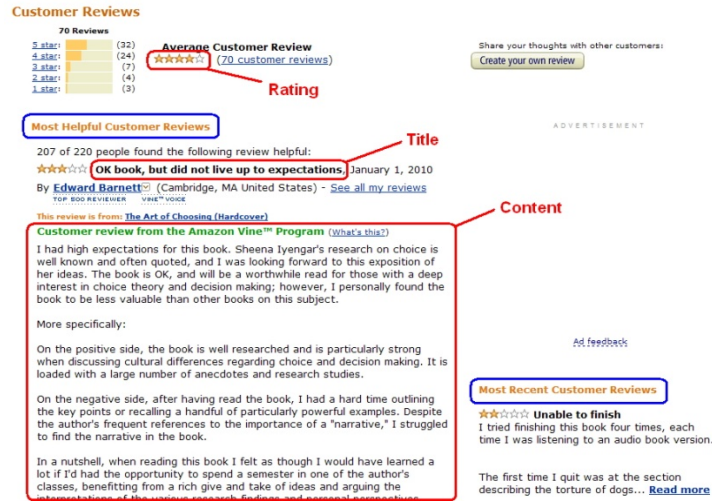 Customer Reviews
70 Reviews
5 star: (32)
4 star: (24)
3 star: (7)
2 star: (4)
1 star: (3)
Average Customer Review
(70 customer reviews)
Rating
Share your thoughts with other customers:
Create your own review
ADVERTISEMENT
Most Helpful Customer Reviews
207 of 220 people found the following review helpful:
Title
OK book, but did not live up to expectations, January 1, 2010
By Edward Barnett (Cambridge, MA United States) - See all my reviews
TOP 500 REVIEWER VINE™ VOICE
This review is from: The Art of Choosing (Hardcover)
Content
Customer review from the Amazon Vine™ Program (What's this?)
I had high expectations for this book. Sheena Iyengar's research on choice is
well known and often quoted, and I was looking forward to this exposition of
her ideas. The book is OK, and will be a worthwhile read for those with a deep
interest in choice theory and decision making; however, I personally found the
book to be less valuable than other books on this subject.
More specifically:
On the positive side, the book is well researched and is particularly strong
when discussing cultural differences regarding choice and decision making. It is
loaded with a large number of anecdotes and research studies.
On the negative side, after having read the book, I had a hard time outlining
the key points or recalling a handful of particularly powerful examples. Despite
the author's frequent references to the importance of a "narrative," I struggled
to find the narrative in the book.
In a nutshell, when reading this book I felt as though I would have learned a
lot if I'd had the opportunity to spend a semester in one of the author's
classes, benefitting from a rich give and take of ideas and arguing the
interpretations of the various research findings and personal perspectives
Ad feedback
Most Recent Customer Reviews
Unable to finish
I tried finishing this book four times, each
time I was listening to an audio book version.
The first time I quit was at the section
describing the torture of dogs... Read more